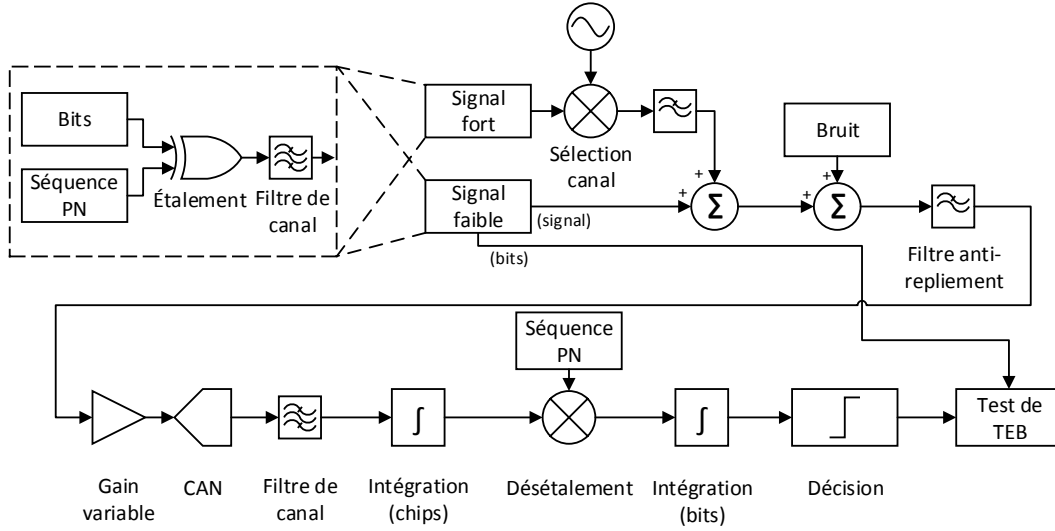 Bits
Séquence
PN
Étalement
Filtre de
canal
Signal
fort
Sélection
canal
Signal
faible
(signal)
(bits)
+
+
Σ
Bruit
+
+
Σ
Filtre anti-
repliement
Séquence
PN
∫
∫
Test de
TEB
Gain
variable
CAN
Filtre de
canal
Intégration
(chips)
Désétalement
Intégration
(bits)
Décision